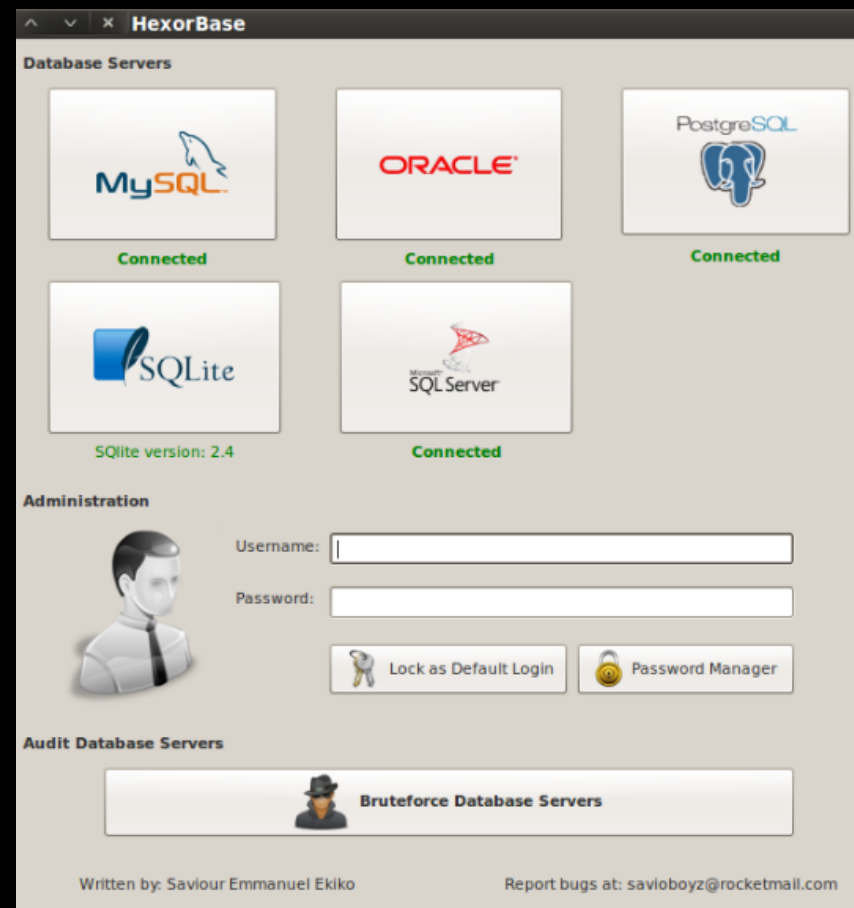 HexorBase
Database Servers
MySQL™
ORACLE®
PostgreSQL
Connected
Connected
Connected
SQLite
Microsoft®
SQL Server®
SQlite version: 2.4
Connected
Administration
Username:
Password:
Lock as Default Login
Password Manager
Audit Database Servers
Bruteforce Database Servers
Written by: Saviour Emmanuel Ekiko
Report bugs at: savioboyz@rocketmail.com